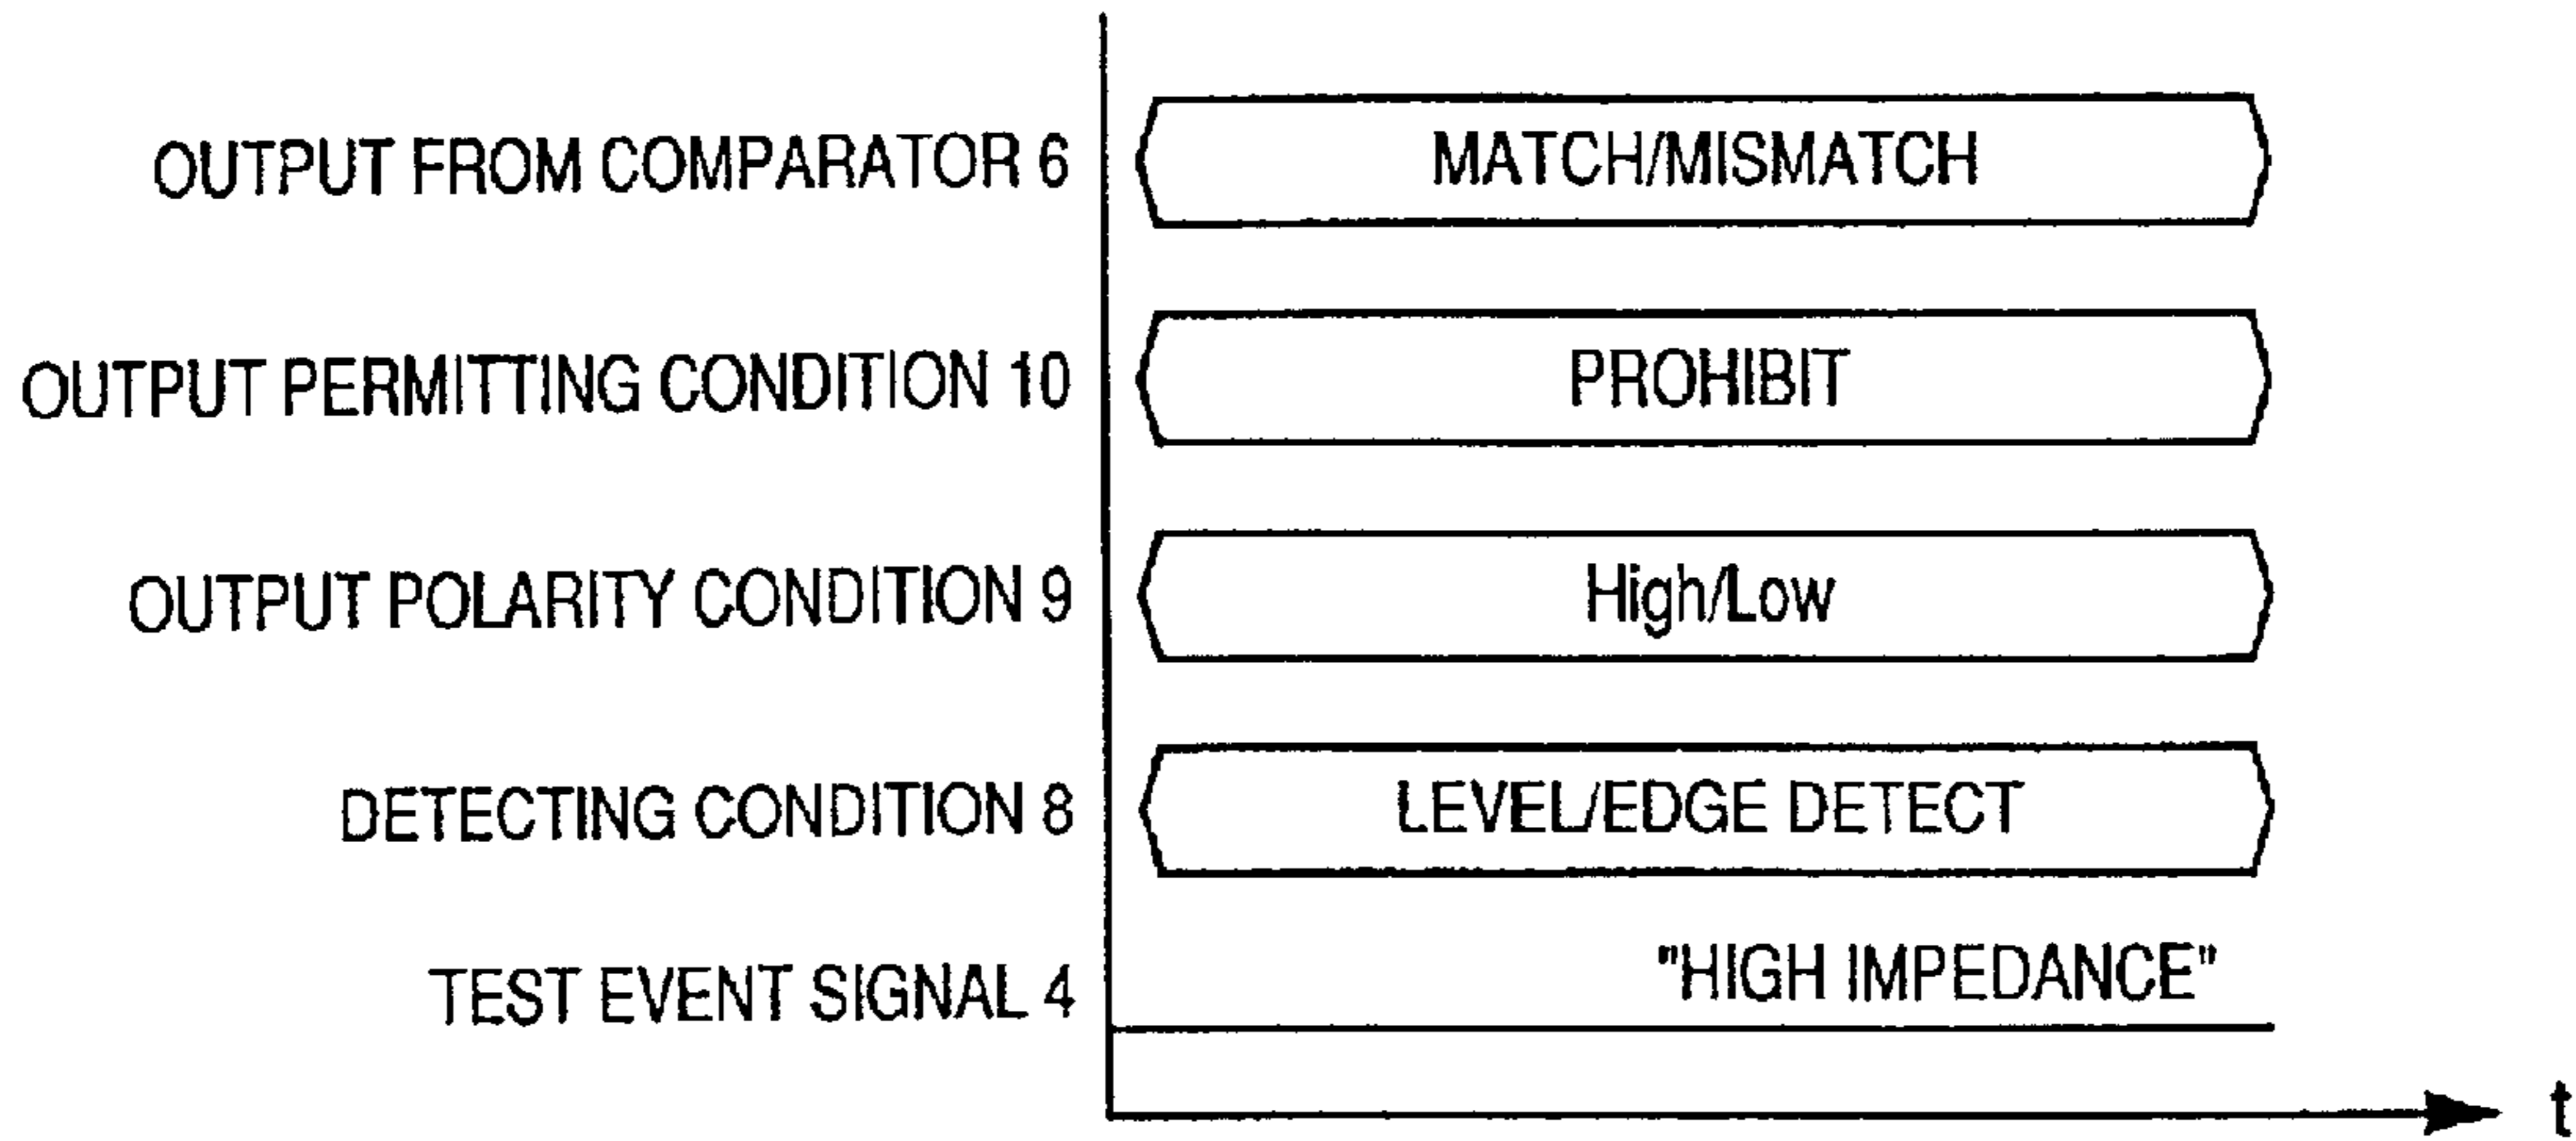 OUTPUT FROM COMPARATOR 6 MATCH/MISMATCH
OUTPUT PERMITTING CONDITION 10 PROHIBIT
OUTPUT POLARITY CONDITION 9 High/Low
DETECTING CONDITION 8 LEVEL/EDGE DETECT
TEST EVENT SIGNAL 4 "HIGH IMPEDANCE"
t